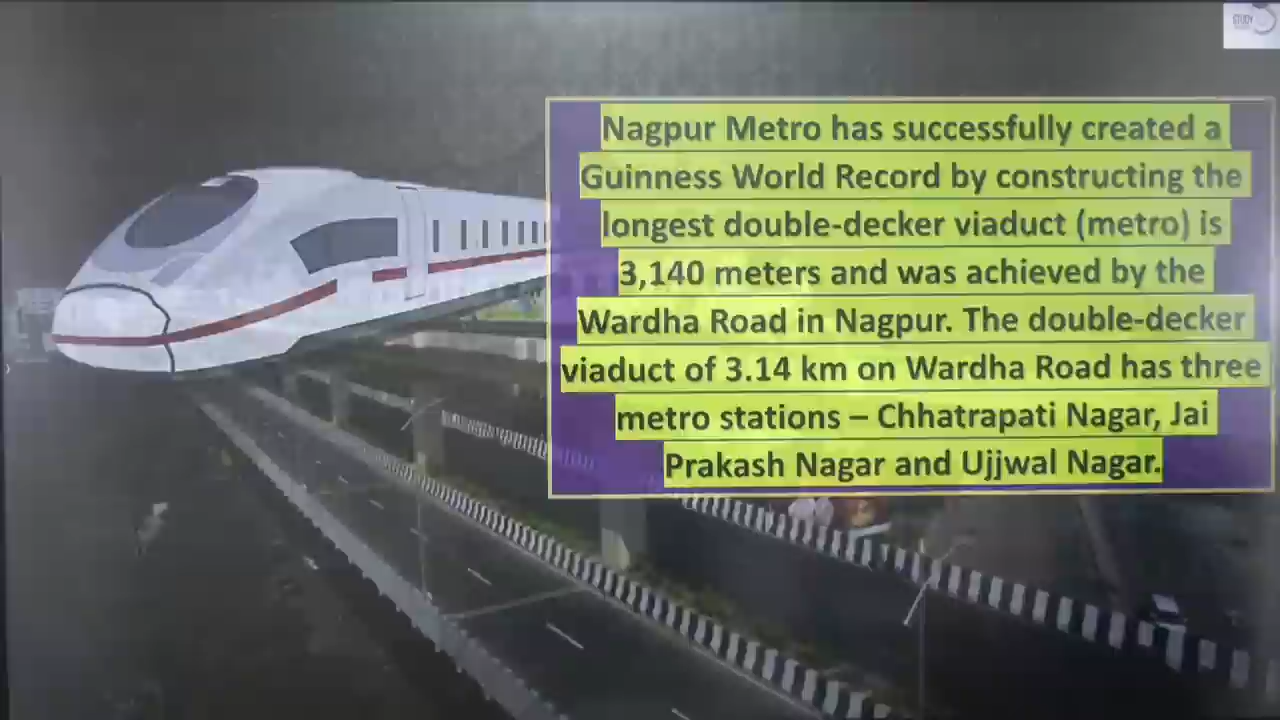 STUDY
Nagpur Metro has successfully created a
Guinness World Record by constructing the
longest double-decker viaduct (metro) is
3,140 meters and was achieved by the
Wardha Road in Nagpur. The double-decker
viaduct of 3.14 km on Wardha Road has three
metro stations – Chhatrapati Nagar, Jai
Prakash Nagar and Ujjwal Nagar.